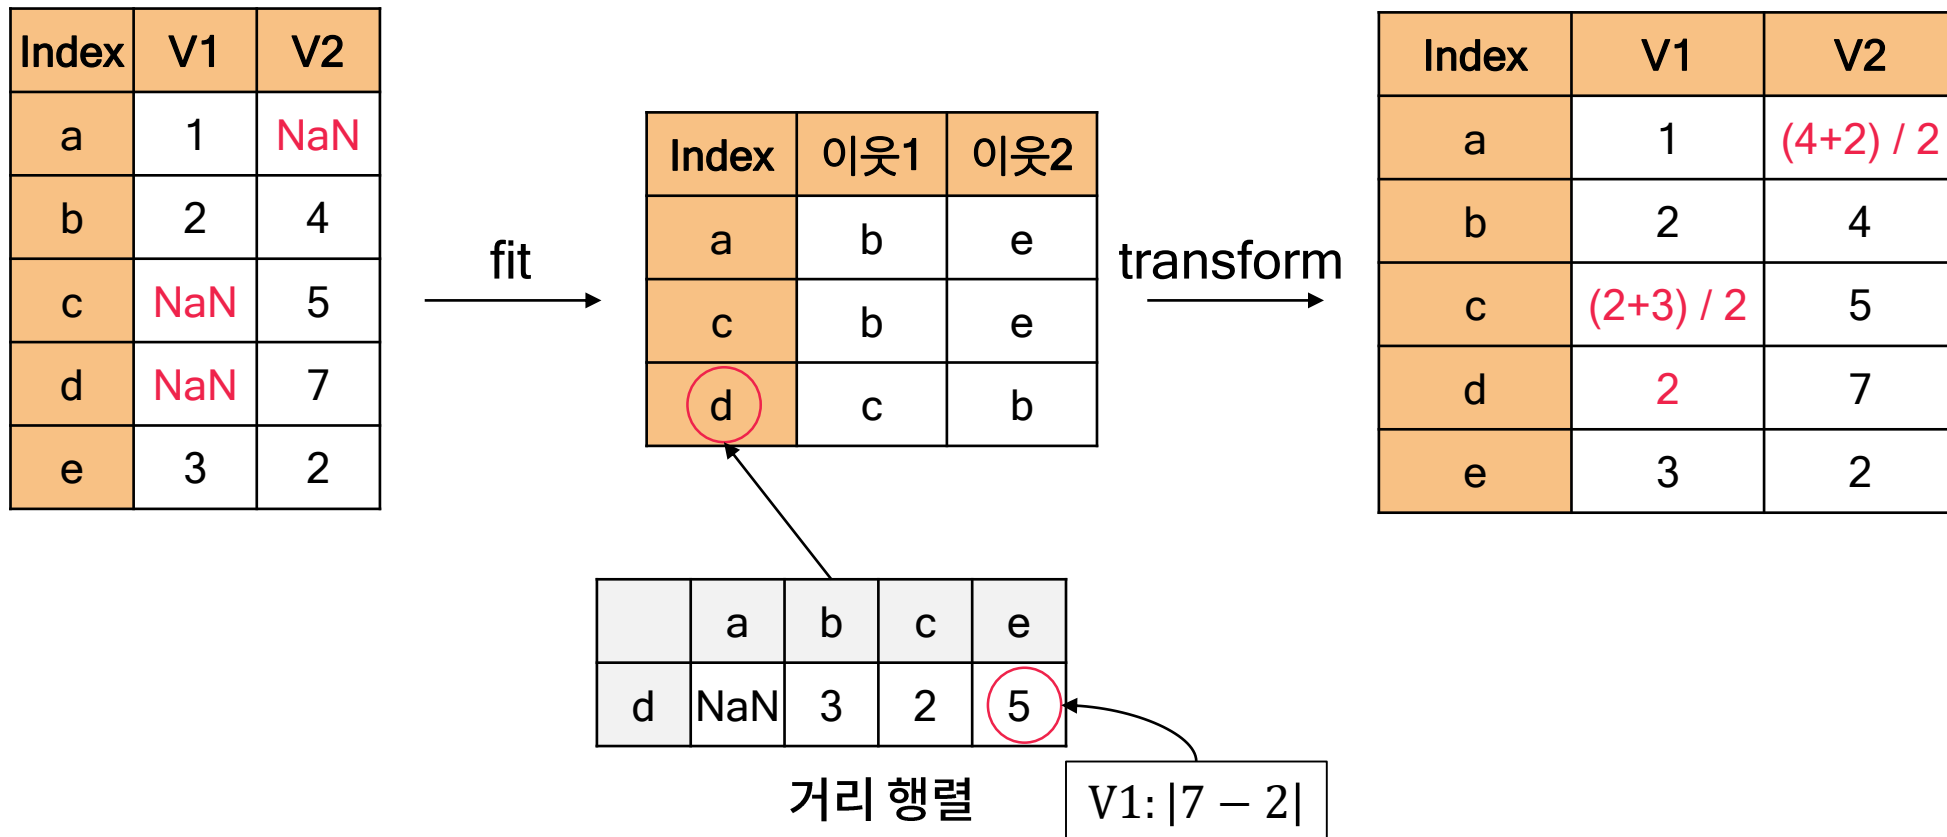 Index V1 V2
a 1 NaN
b 2 4
c NaN 5
d NaN 7
e 3 2
fit
Index 이웃1 이웃2
a b e
c b e
d c b
a b c e
d NaN 3 2 5
거리 행렬
V1: |7 − 2|
transform
Index V1 V2
a 1 (4+2) / 2
b 2 4
c (2+3) / 2 5
d 2 7
e 3 2